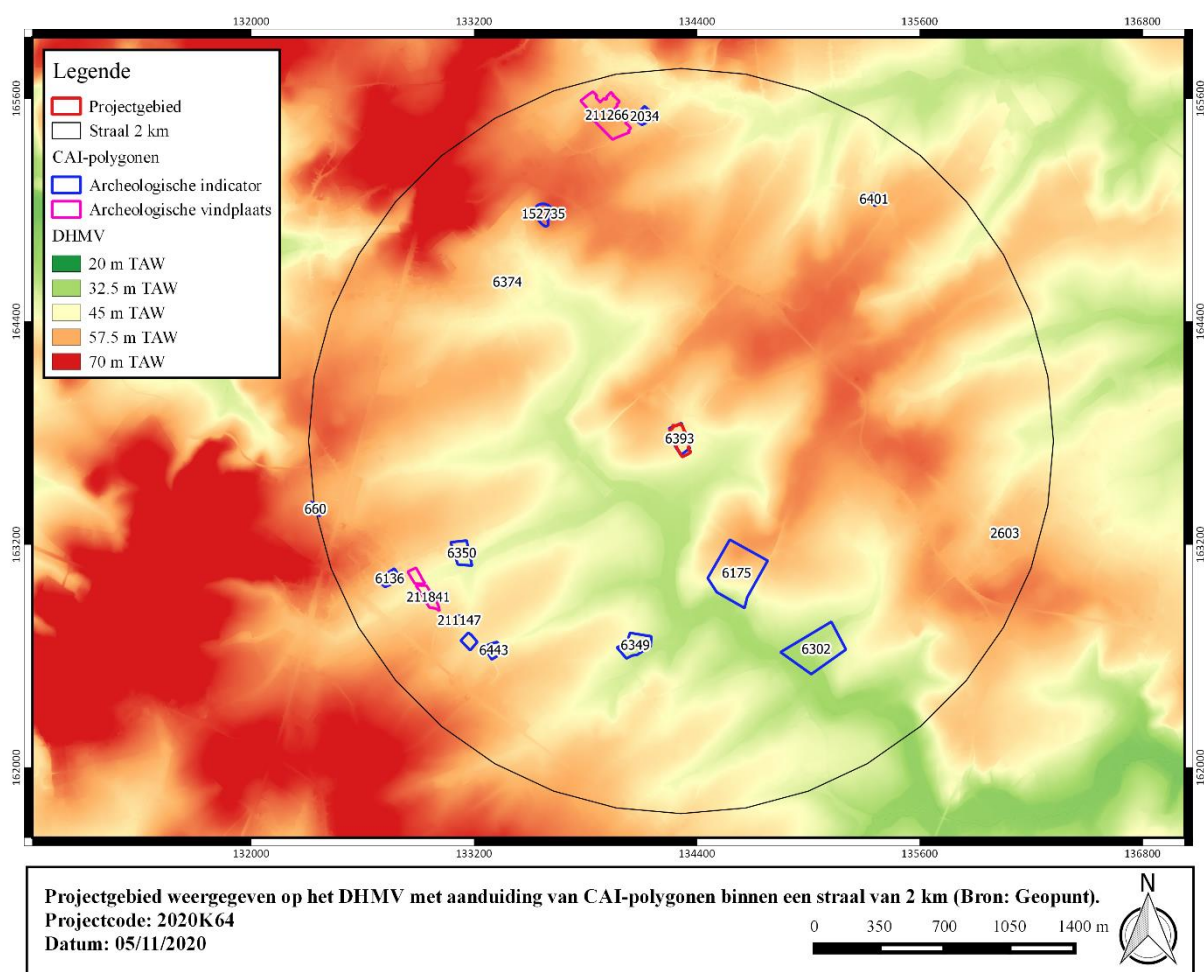 132000 133200 134400 135600 136800
165600
164400
163200
162000
165600
164400
163200
162000
Legende
Projectgebied
Straal 2 km
CAI-polygonen
Archeologische indicator
Archeologische vindplaats
DHMV
20 m TAW
32.5 m TAW
45 m TAW
57.5 m TAW
70 m TAW
211266
2034
6401
152735
6374
6393
660
2603
6350
6175
6136
211841
211147
6443
6349
6302
132000 133200 134400 135600 136800
Projectgebied weergegeven op het DHMV met aanduiding van CAI-polygonen binnen een straal van 2 km (Bron: Geopunt).
Projectcode: 2020K64
Datum: 05/11/2020
0 350 700 1050 1400 m
N